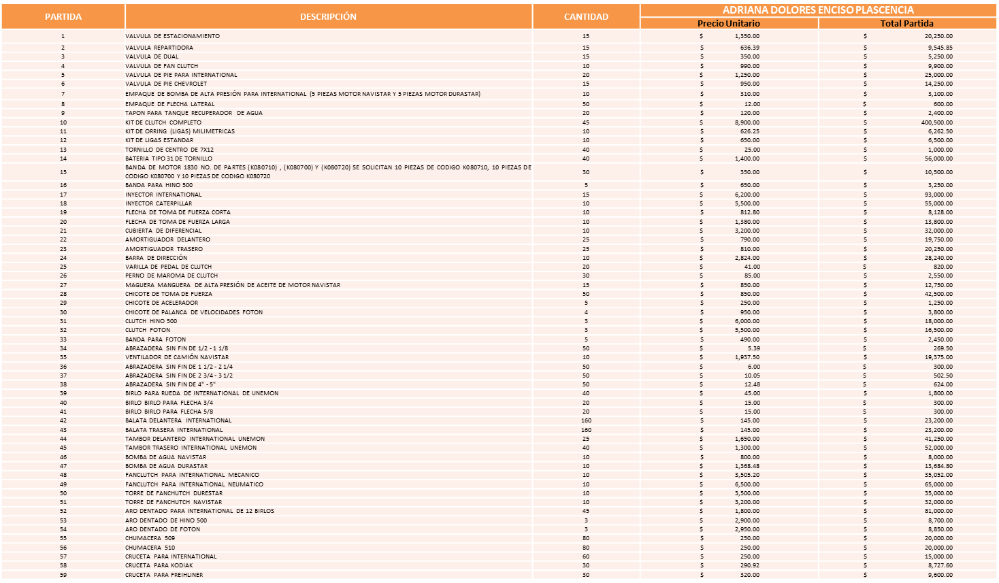 PARTIDA DESCRIPCIÓN CANTIDAD ADRIANA DOLORES ENCISO PLASCENCIA
Precio Unitario Total Partida
1 VALVULA DE ESTACIONAMIENTO 15 $ 1,350.00 $ 20,250.00
2 VALVULA REPARTIDORA 15 $ 636.39 $ 9,545.85
3 VALVULA DE DUAL 15 $ 350.00 $ 5,250.00
4 VALVULA DE FAN CLUTCH 10 $ 990.00 $ 9,900.00
5 VALVULA DE PIE PARA INTERNATIONAL 20 $ 1,250.00 $ 25,000.00
6 VALVULA DE PIE CHEVROLET 15 $ 950.00 $ 14,250.00
7 EMPAQUE DE BOMBA DE ALTA PRESIÓN PARA INTERNATIONAL (5 PIEZAS MOTOR NAVISTAR Y 5 PIEZAS MOTOR DURASTAR) 10 $ 310.00 $ 3,100.00
8 EMPAQUE DE FLECHA LATERAL 50 $ 12.00 $ 600.00
9 TAPON PARA TANQUE RECUPERADOR DE AGUA 20 $ 120.00 $ 2,400.00
10 KIT DE CLUTCH COMPLETO 45 $ 8,900.00 $ 400,500.00
11 KIT DE ORRING (LIGAS) MILIMETRICAS 10 $ 626.25 $ 6,262.50
12 KIT DE LIGAS ESTANDAR 10 $ 650.00 $ 6,500.00
13 TORNILLO DE CENTRO DE 7X12 40 $ 25.00 $ 1,000.00
14 BATERIA TIPO 31 DE TORNILLO 40 $ 1,400.00 $ 56,000.00
15 BANDA DE MOTOR 1830 NO. DE PARTES (K080710) , (K080700) Y (K080720) SE SOLICITAN 10 PIEZAS DE CODIGO K080710, 10 PIEZAS DE
CODIGO K080700 Y 10 PIEZAS DE CODIGO K080720 30 $ 350.00 $ 10,500.00
16 BANDA PARA HINO 500 5 $ 650.00 $ 3,250.00
17 INYECTOR INTERNATIONAL 15 $ 6,200.00 $ 93,000.00
18 INYECTOR CATERPILLAR 10 $ 5,500.00 $ 55,000.00
19 FLECHA DE TOMA DE FUERZA CORTA 10 $ 812.80 $ 8,128.00
20 FLECHA DE TOMA DE FUERZA LARGA 10 $ 1,380.00 $ 13,800.00
21 CUBIERTA DE DIFERENCIAL 10 $ 3,200.00 $ 32,000.00
22 AMORTIGUADOR DELANTERO 25 $ 790.00 $ 19,750.00
23 AMORTIGUADOR TRASERO 25 $ 810.00 $ 20,250.00
24 BARRA DE DIRECCIÓN 10 $ 2,824.00 $ 28,240.00
25 VARILLA DE PEDAL DE CLUTCH 20 $ 41.00 $ 820.00
26 PERNO DE MAROMA DE CLUTCH 30 $ 85.00 $ 2,550.00
27 MAGUERA MANGUERA DE ALTA PRESIÓN DE ACEITE DE MOTOR NAVISTAR 15 $ 850.00 $ 12,750.00
28 CHICOTE DE TOMA DE FUERZA 50 $ 850.00 $ 42,500.00
29 CHICOTE DE ACELERADOR 5 $ 250.00 $ 1,250.00
30 CHICOTE DE PALANCA DE VELOCIDADES FOTON 4 $ 950.00 $ 3,800.00
31 CLUTCH HINO 500 3 $ 6,000.00 $ 18,000.00
32 CLUTCH FOTON 3 $ 5,500.00 $ 16,500.00
33 BANDA PARA FOTON 5 $ 490.00 $ 2,450.00
34 ABRAZADERA SIN FIN DE 1/2 - 1 1/8 50 $ 5.39 $ 269.50
35 VENTILADOR DE CAMIÓN NAVISTAR 10 $ 1,937.50 $ 19,375.00
36 ABRAZADERA SIN FIN DE 1 1/2 - 2 1/4 50 $ 6.00 $ 300.00
37 ABRAZADERA SIN FIN DE 2 3/4 - 3 1/2 50 $ 10.05 $ 502.50
38 ABRAZADERA SIN FIN DE 4" - 5" 50 $ 12.48 $ 624.00
39 BIRLO PARA RUEDA DE INTERNATIONAL DE UNEMON 40 $ 45.00 $ 1,800.00
40 BIRLO BIRLO PARA FLECHA 3/4 20 $ 15.00 $ 300.00
41 BIRLO BIRLO PARA FLECHA 5/8 20 $ 15.00 $ 300.00
42 BALATA DELANTERA INTERNATIONAL 160 $ 145.00 $ 23,200.00
43 BALATA TRASERA INTERNATIONAL 160 $ 145.00 $ 23,200.00
44 TAMBOR DELANTERO INTERNATIONAL UNEMON 25 $ 1,650.00 $ 41,250.00
45 TAMBOR TRASERO INTERNATIONAL UNEMON 40 $ 1,300.00 $ 52,000.00
46 BOMBA DE AGUA NAVISTAR 10 $ 800.00 $ 8,000.00
47 BOMBA DE AGUA DURASTAR 10 $ 1,368.48 $ 13,684.80
48 FANCLUTCH PARA INTERNATIONAL MECANICO 10 $ 3,505.20 $ 35,052.00
49 FANCLUTCH PARA INTERNATIONAL NEUMATICO 10 $ 6,500.00 $ 65,000.00
50 TORRE DE FANCHUTCH DURESTAR 10 $ 3,500.00 $ 35,000.00
51 TORRE DE FANCHUTCH NAVISTAR 10 $ 3,200.00 $ 32,000.00
52 ARO DENTADO PARA INTERNATIONAL DE 12 BIRLOS 45 $ 1,800.00 $ 81,000.00
53 ARO DENTADO DE HINO 500 3 $ 2,900.00 $ 8,700.00
54 ARO DENTADO DE FOTON 3 $ 2,950.00 $ 8,850.00
55 CHUMACERA 509 80 $ 250.00 $ 20,000.00
56 CHUMACERA 510 80 $ 250.00 $ 20,000.00
57 CRUCETA PARA INTERNATIONAL 60 $ 250.00 $ 15,000.00
58 CRUCETA PARA KODIAK 30 $ 290.92 $ 8,727.60
59 CRUCETA PARA FREIHLINER 30 $ 320.00 $ 9,600.00